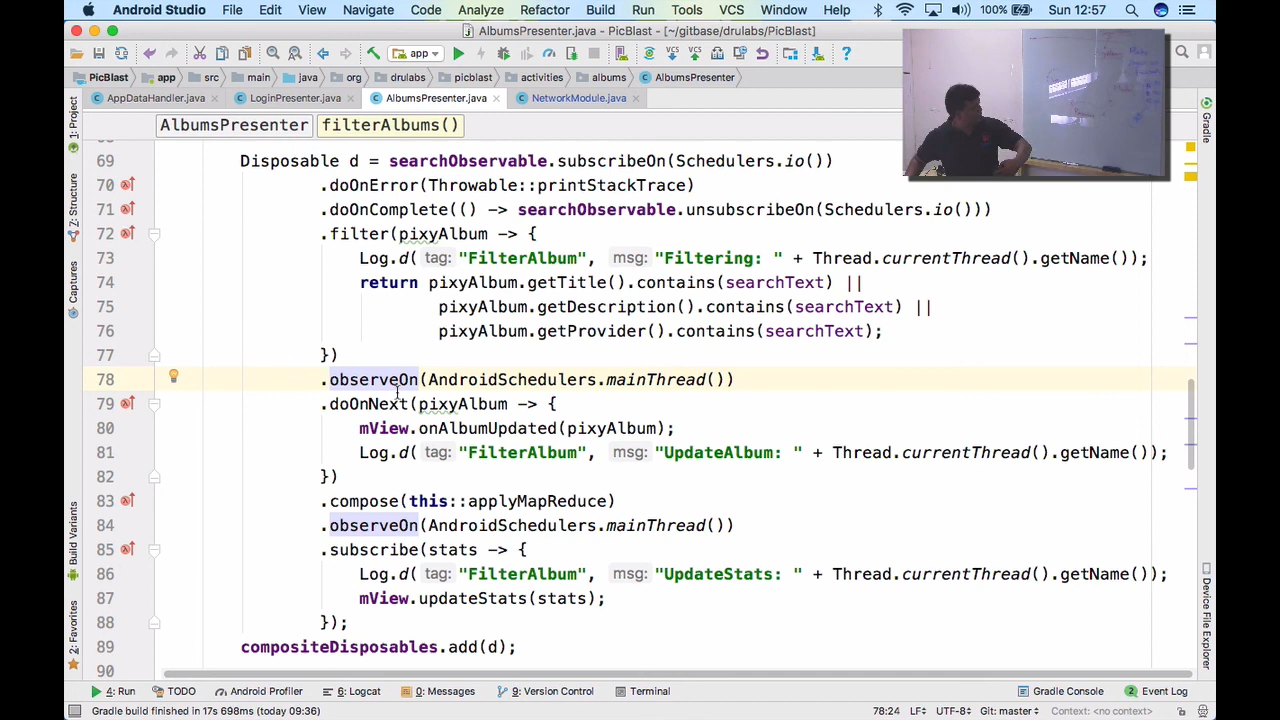 Android Studio File Edit View Navigate Code Analyze Refactor Build Run Tools VCS Window Help 100% Sun 12:57
AlbumsPresenter.java - PicBlast - [~/gitbase/drulabs/PicBlast]
app
PicBlast app src main java org drulabs picblast activities albums AlbumsPresenter
AppDataHandler.java LoginPresenter.java AlbumsPresenter.java NetworkModule.java
AlbumsPresenter filterAlbums()
69 Disposable d = searchObservable.subscribeOn(Schedulers.io())
70 .doOnError(Throwable::printStackTrace)
71 .doOnComplete(() -> searchObservable.unsubscribeOn(Schedulers.io()))
72 .filter(pixyAlbum -> {
73 Log.d( tag: "FilterAlbum", msg: "Filtering: " + Thread.currentThread().getName());
74 return pixyAlbum.getTitle().contains(searchText) ||
75 pixyAlbum.getDescription().contains(searchText) ||
76 pixyAlbum.getProvider().contains(searchText);
77 })
78 .observeOn(AndroidSchedulers.mainThread())
79 .doOnNext(pixyAlbum -> {
80 mView.onAlbumUpdated(pixyAlbum);
81 Log.d( tag: "FilterAlbum", msg: "UpdateAlbum: " + Thread.currentThread().getName());
82 })
83 .compose(this::applyMapReduce)
84 .observeOn(AndroidSchedulers.mainThread())
85 .subscribe(stats -> {
86 Log.d( tag: "FilterAlbum", msg: "UpdateStats: " + Thread.currentThread().getName());
87 mView.updateStats(stats);
88 });
89 compositeDisposables.add(d);
90
1: Project
7: Structure
Captures
Build Variants
2: Favorites
Gradle
Device File Explorer
4: Run TODO Android Profiler 6: Logcat 0: Messages 9: Version Control Terminal Gradle Console 2 Event Log
Gradle build finished in 17s 698ms (today 09:36) 78:24 LF UTF-8 Git: master Context: <no context>